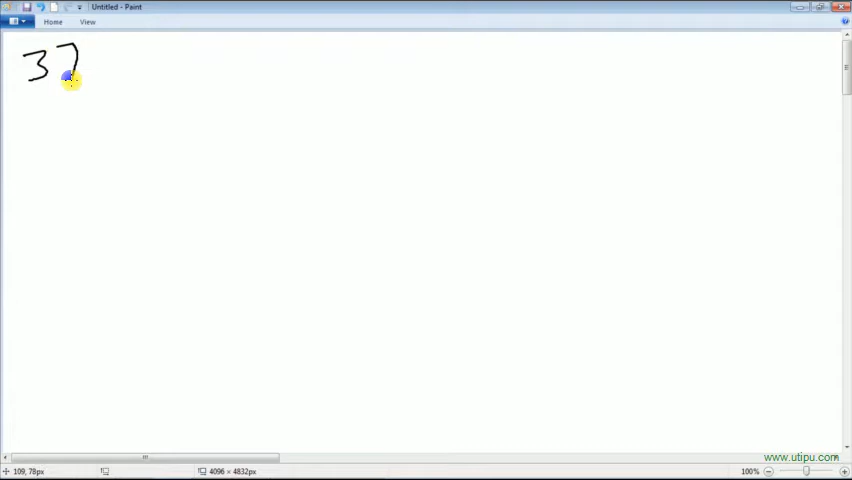 Untitled - Paint
Home View
37
www.utipu.com
109, 78px 4096 × 4832px 100%